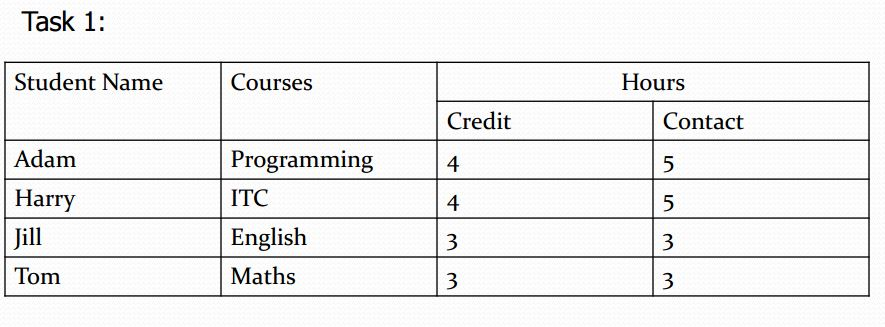 Task 1:
Student Name Courses Hours
Credit Contact
Adam Programming 4 5
Harry ITC 4 5
Jill English 3 3
Tom Maths 3 3